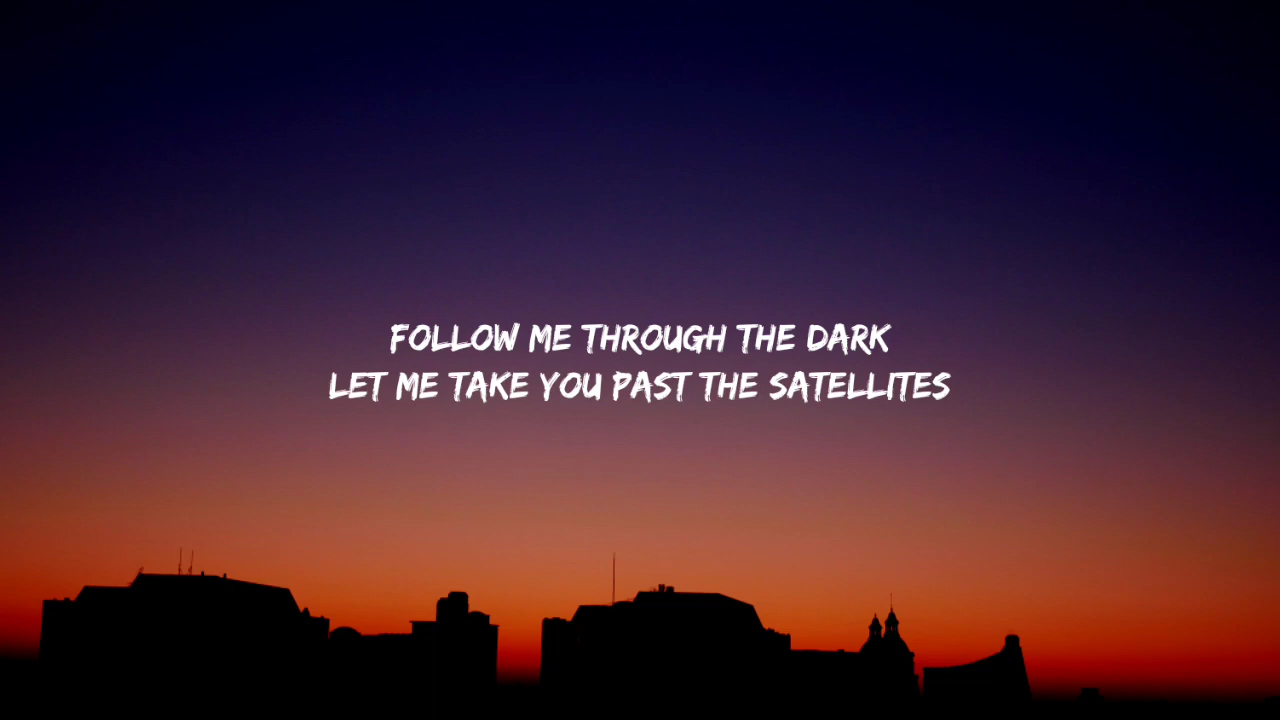 FOLLOW ME THROUGH THE DARK
LET ME TAKE YOU PAST THE SATELLITES